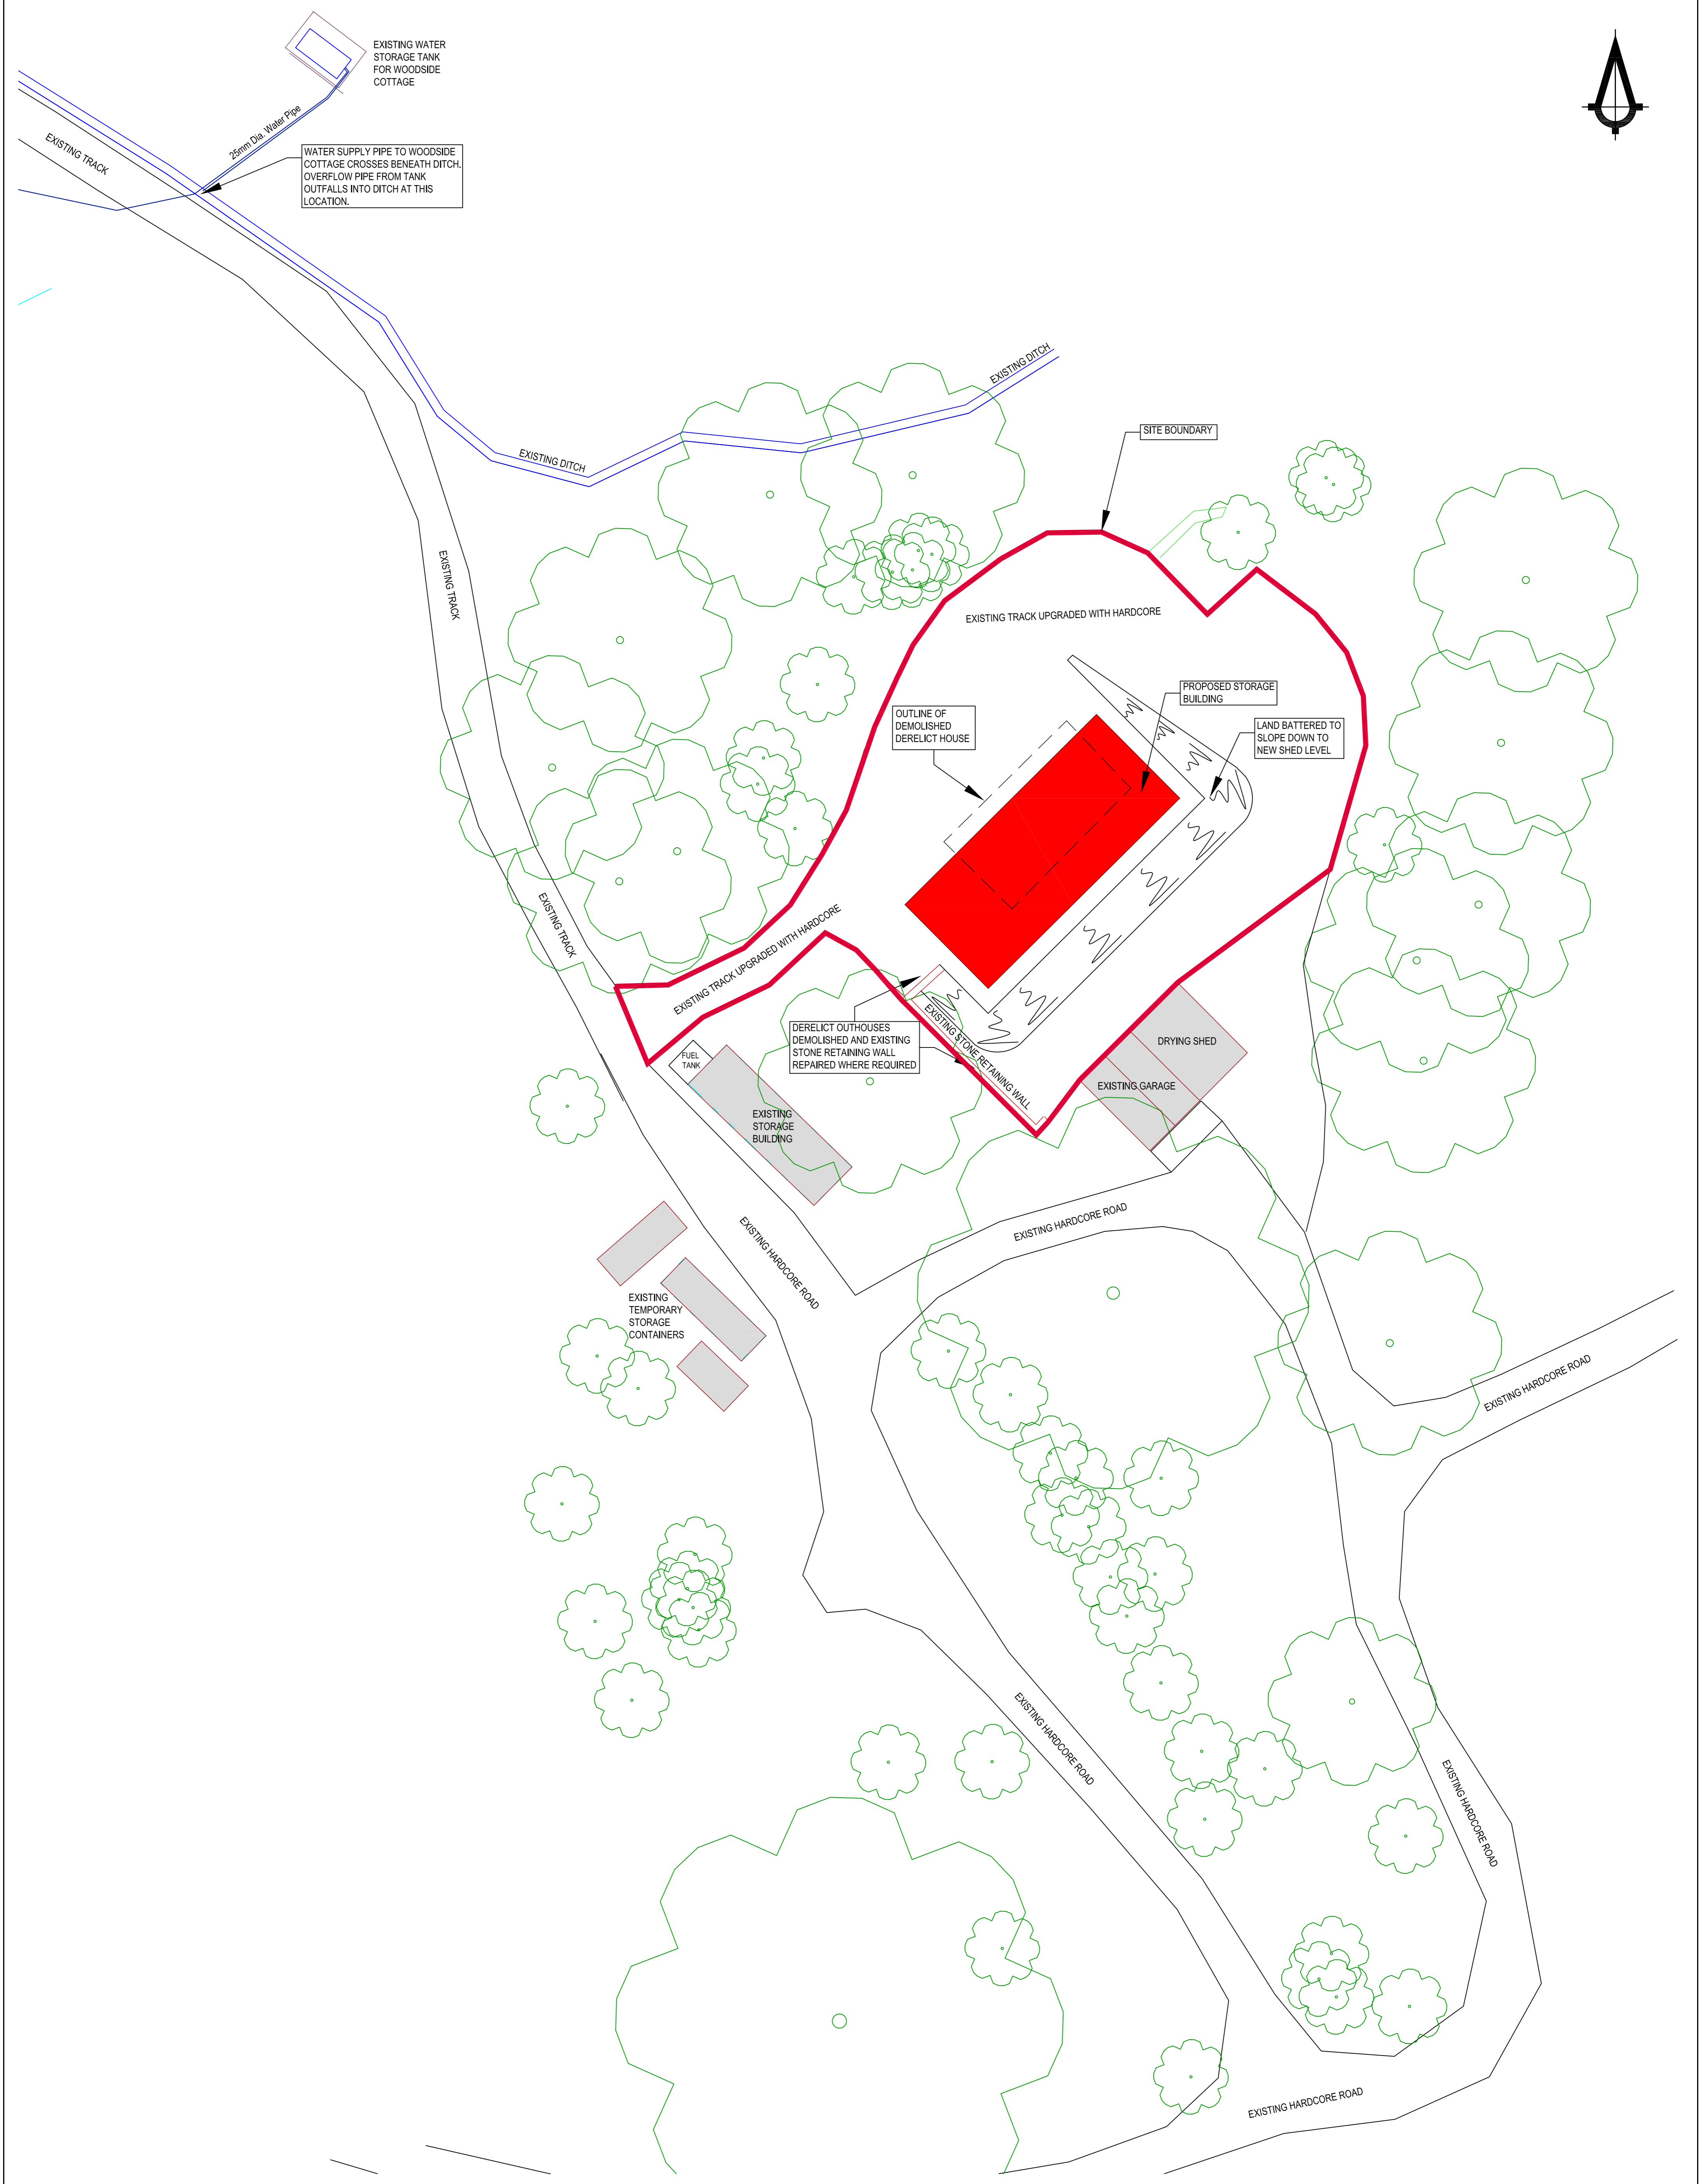 EXISTING WATER
STORAGE TANK
FOR WOODSIDE
COTTAGE
25mm Dia. Water Pipe
EXISTING TRACK
WATER SUPPLY PIPE TO WOODSIDE
COTTAGE CROSSES BENEATH DITCH.
OVERFLOW PIPE FROM TANK
OUTFALLS INTO DITCH AT THIS
LOCATION.
EXISTING DITCH
EXISTING DITCH
SITE BOUNDARY
EXISTING TRACK
EXISTING TRACK UPGRADED WITH HARDCORE
PROPOSED STORAGE
BUILDING
OUTLINE OF
DEMOLISHED
DERELICT HOUSE
LAND BATTERED TO
SLOPE DOWN TO
NEW SHED LEVEL
EXISTING TRACK
EXISTING TRACK UPGRADED WITH HARDCORE
DERELICT OUTHOUSES
DEMOLISHED AND EXISTING
STONE RETAINING WALL
REPAIRED WHERE REQUIRED
EXISTING STONE RETAINING WALL
DRYING SHED
FUEL
TANK
EXISTING GARAGE
EXISTING
STORAGE
BUILDING
EXISTING HARDCORE ROAD
EXISTING HARDCORE ROAD
EXISTING
TEMPORARY
STORAGE
CONTAINERS
EXISTING HARDCORE ROAD
EXISTING HARDCORE ROAD
EXISTING HARDCORE ROAD
EXISTING HARDCORE ROAD